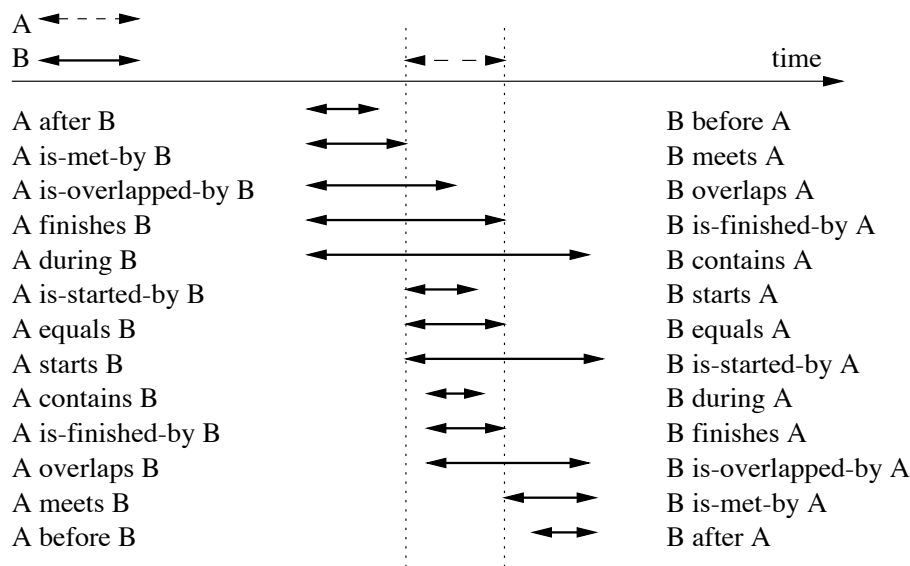 A
B time
A after B B before A
A is-met-by B B meets A
A is-overlapped-by B B overlaps A
A finishes B B is-finished-by A
A during B B contains A
A is-started-by B B starts A
A equals B B equals A
A starts B B is-started-by A
A contains B B during A
A is-finished-by B B finishes A
A overlaps B B is-overlapped-by A
A meets B B is-met-by A
A before B B after A